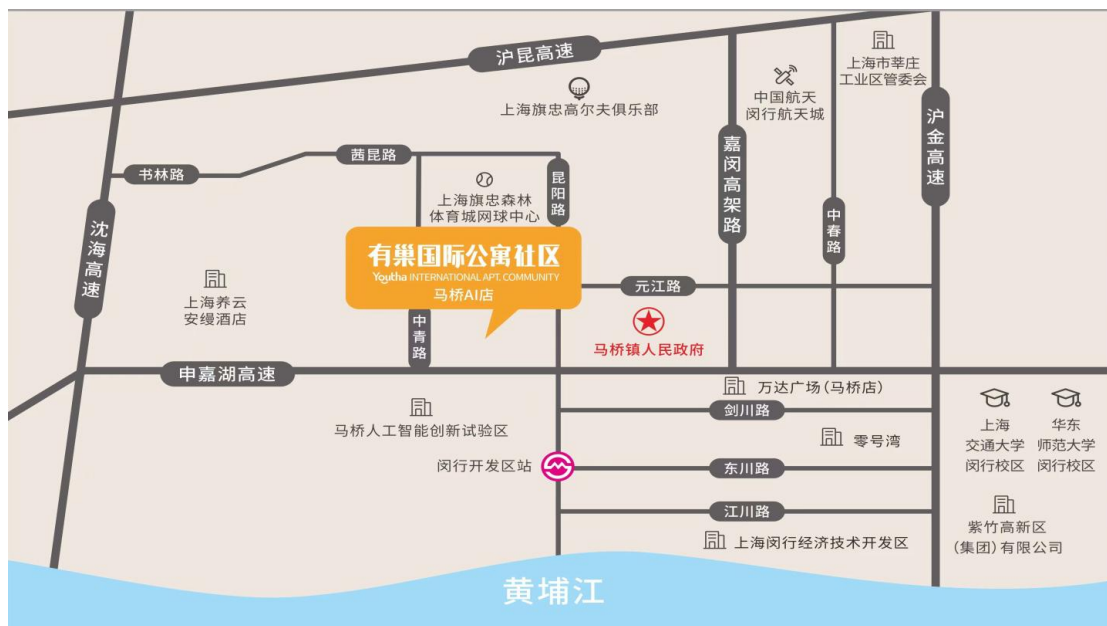 沪昆高速
上海市莘庄
工业区管委会
中国航天
闵行航天城
上海旗忠高尔夫俱乐部
沪金高速
嘉闵高架路
茜昆路
书林路
昆阳路
上海旗忠森林
体育城网球中心
中春路
沈海高速
有巢国际公寓社区
Youtha INTERNATIONAL APT. COMMUNITY
马桥AI店
元江路
上海养云
安缦酒店
中青路
马桥镇人民政府
申嘉湖高速
万达广场(马桥店)
剑川路
马桥人工智能创新试验区
零号湾
上海
交通大学
闵行校区
华东
师范大学
闵行校区
闵行开发区站
东川路
江川路
紫竹高新区
(集团)有限公司
上海闵行经济技术开发区
黄埔江